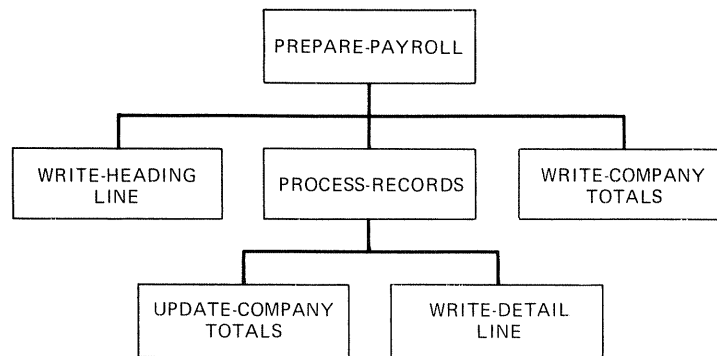 PREPARE-PAYROLL
WRITE-HEADING
LINE
PROCESS-RECORDS
WRITE-COMPANY
TOTALS
UPDATE-COMPANY
TOTALS
WRITE-DETAIL
LINE